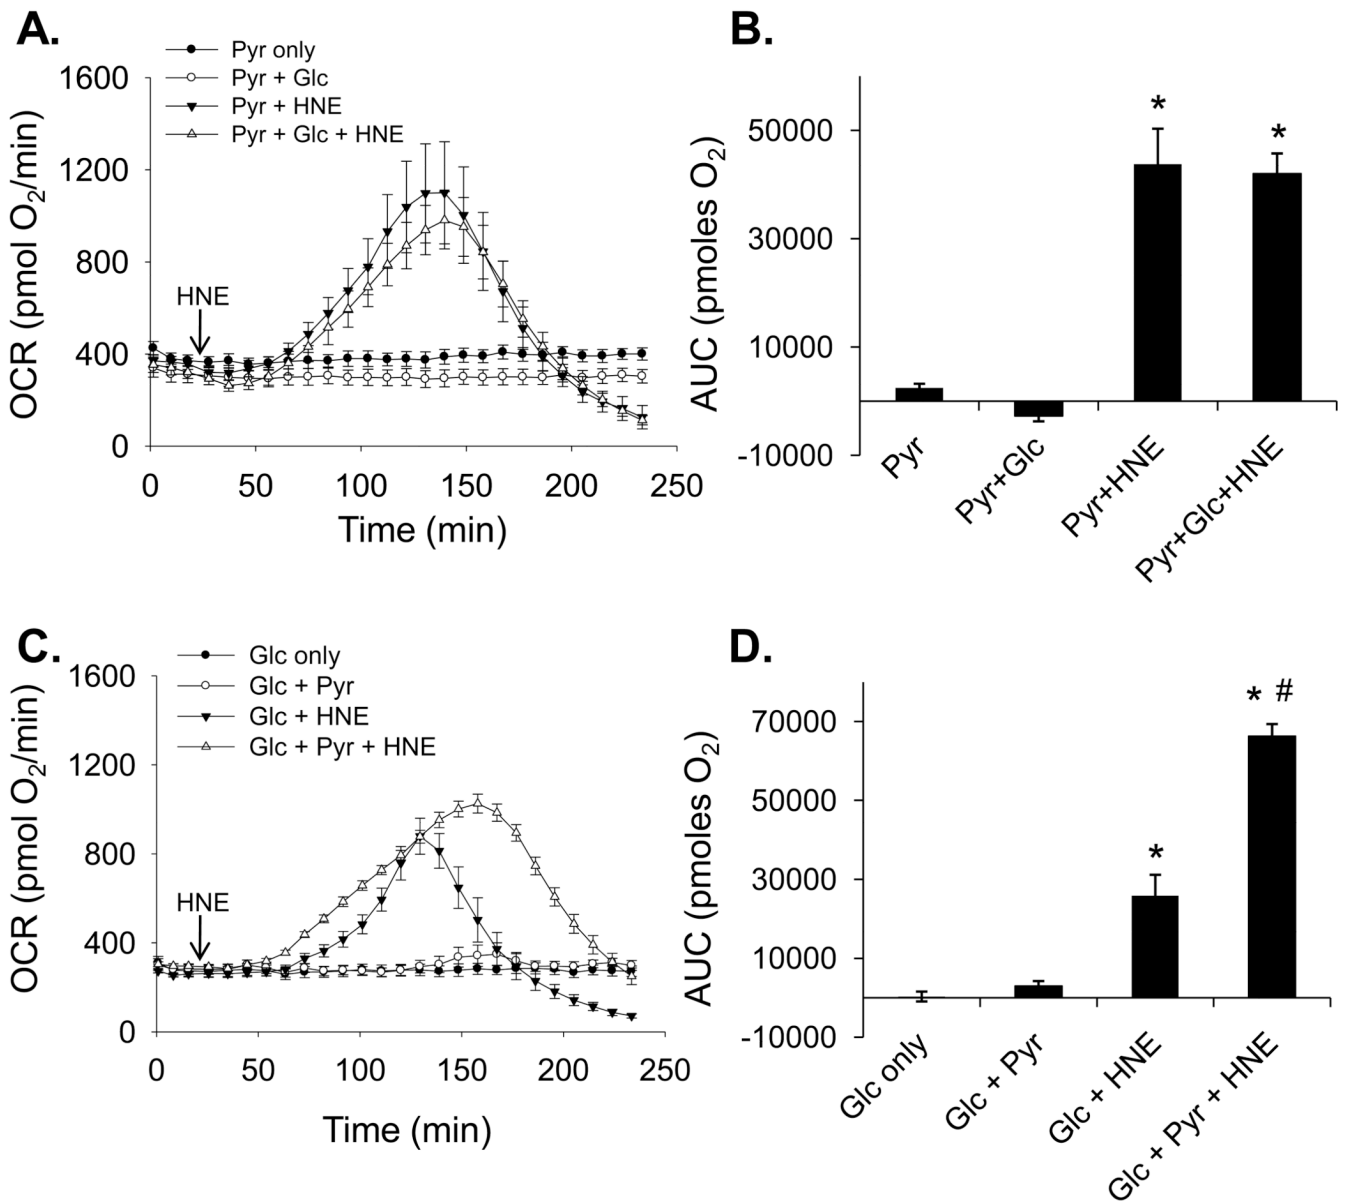 A.
Pyr only
Pyr + Glc
Pyr + HNE
Pyr + Glc + HNE
1600
1200
800
400
0
OCR (pmol O2/min)
HNE
0 50 100 150 200 250
Time (min)
B.
50000
30000
10000
-10000
AUC (pmoles O2)
* *
Pyr
Pyr+Glc
Pyr+HNE
Pyr+Glc+HNE
C.
Glc only
Glc + Pyr
Glc + HNE
Glc + Pyr + HNE
1600
1200
800
400
0
OCR (pmol O2/min)
HNE
0 50 100 150 200 250
Time (min)
D.
70000
50000
30000
10000
-10000
AUC (pmoles O2)
* #
*
Glc only
Glc + Pyr
Glc + HNE
Glc + Pyr + HNE